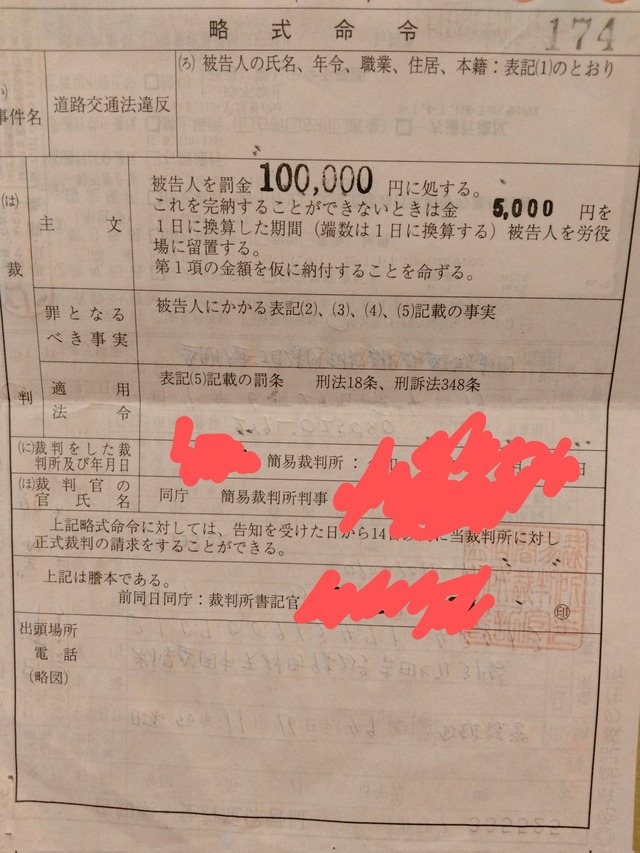 略式命令
174
事件名
道路交通法違反
(ろ) 被告人の氏名、年令、職業、住居、本籍：表記(1)のとおり
(は)
裁
判
主文
被告人を罰金 100,000 円に処する。
これを完納することができないときは金 5,000 円を
1日に換算した期間（端数は1日に換算する）被告人を労役
場に留置する。
第1項の金額を仮に納付することを命ずる。
罪となる
べき事実
被告人にかかる表記(2)、(3)、(4)、(5)記載の事実
適用
法令
表記(5)記載の罰条 刑法18条、刑訴法348条
(に)裁判をした裁
判所及び年月日
簡易裁判所：
日
(ほ)裁判官の
官氏名
同庁 簡易裁判所判事
上記略式命令に対しては、告知を受けた日から14日 に当裁判所に対し
正式裁判の請求をすることができる。
上記は謄本である。
前同日同庁：裁判所書記官
印
出頭場所
電話
(略図)